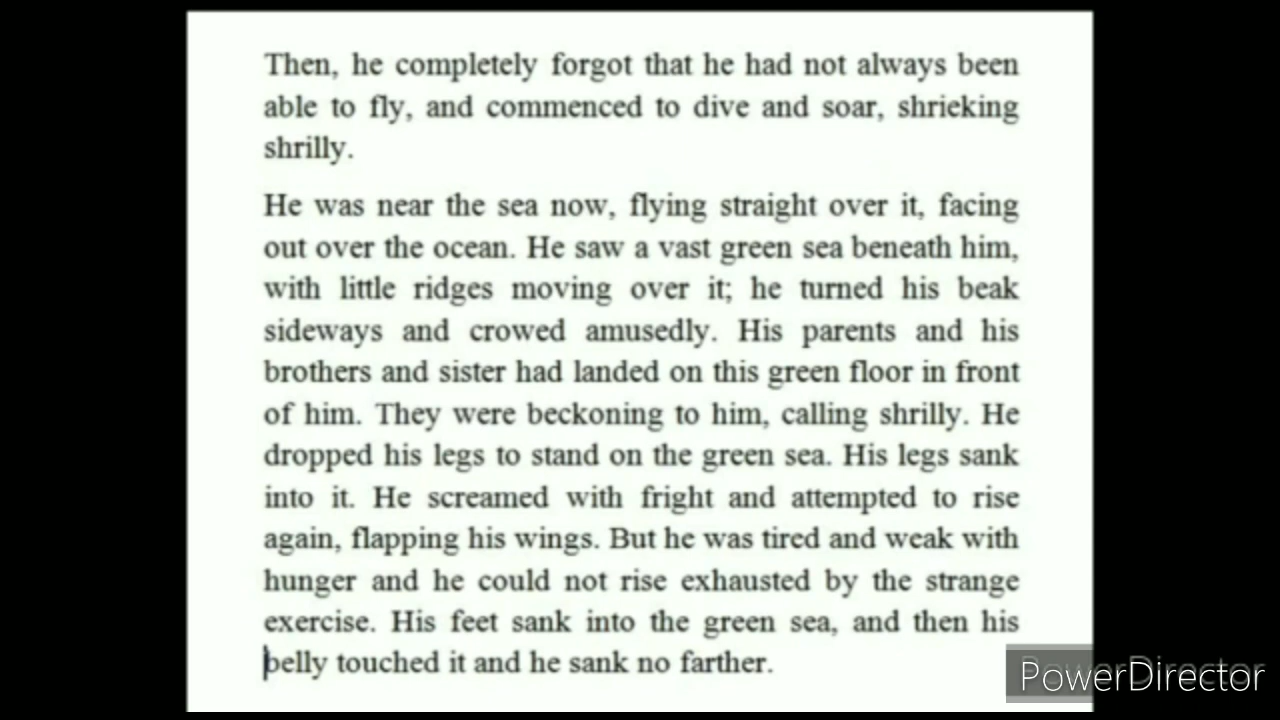 Then, he completely forgot that he had not always been
able to fly, and commenced to dive and soar, shrieking
shrilly.
He was near the sea now, flying straight over it, facing
out over the ocean. He saw a vast green sea beneath him,
with little ridges moving over it; he turned his beak
sideways and crowed amusedly. His parents and his
brothers and sister had landed on this green floor in front
of him. They were beckoning to him, calling shrilly. He
dropped his legs to stand on the green sea. His legs sank
into it. He screamed with fright and attempted to rise
again, flapping his wings. But he was tired and weak with
hunger and he could not rise exhausted by the strange
exercise. His feet sank into the green sea, and then his
belly touched it and he sank no farther.
PowerDirector